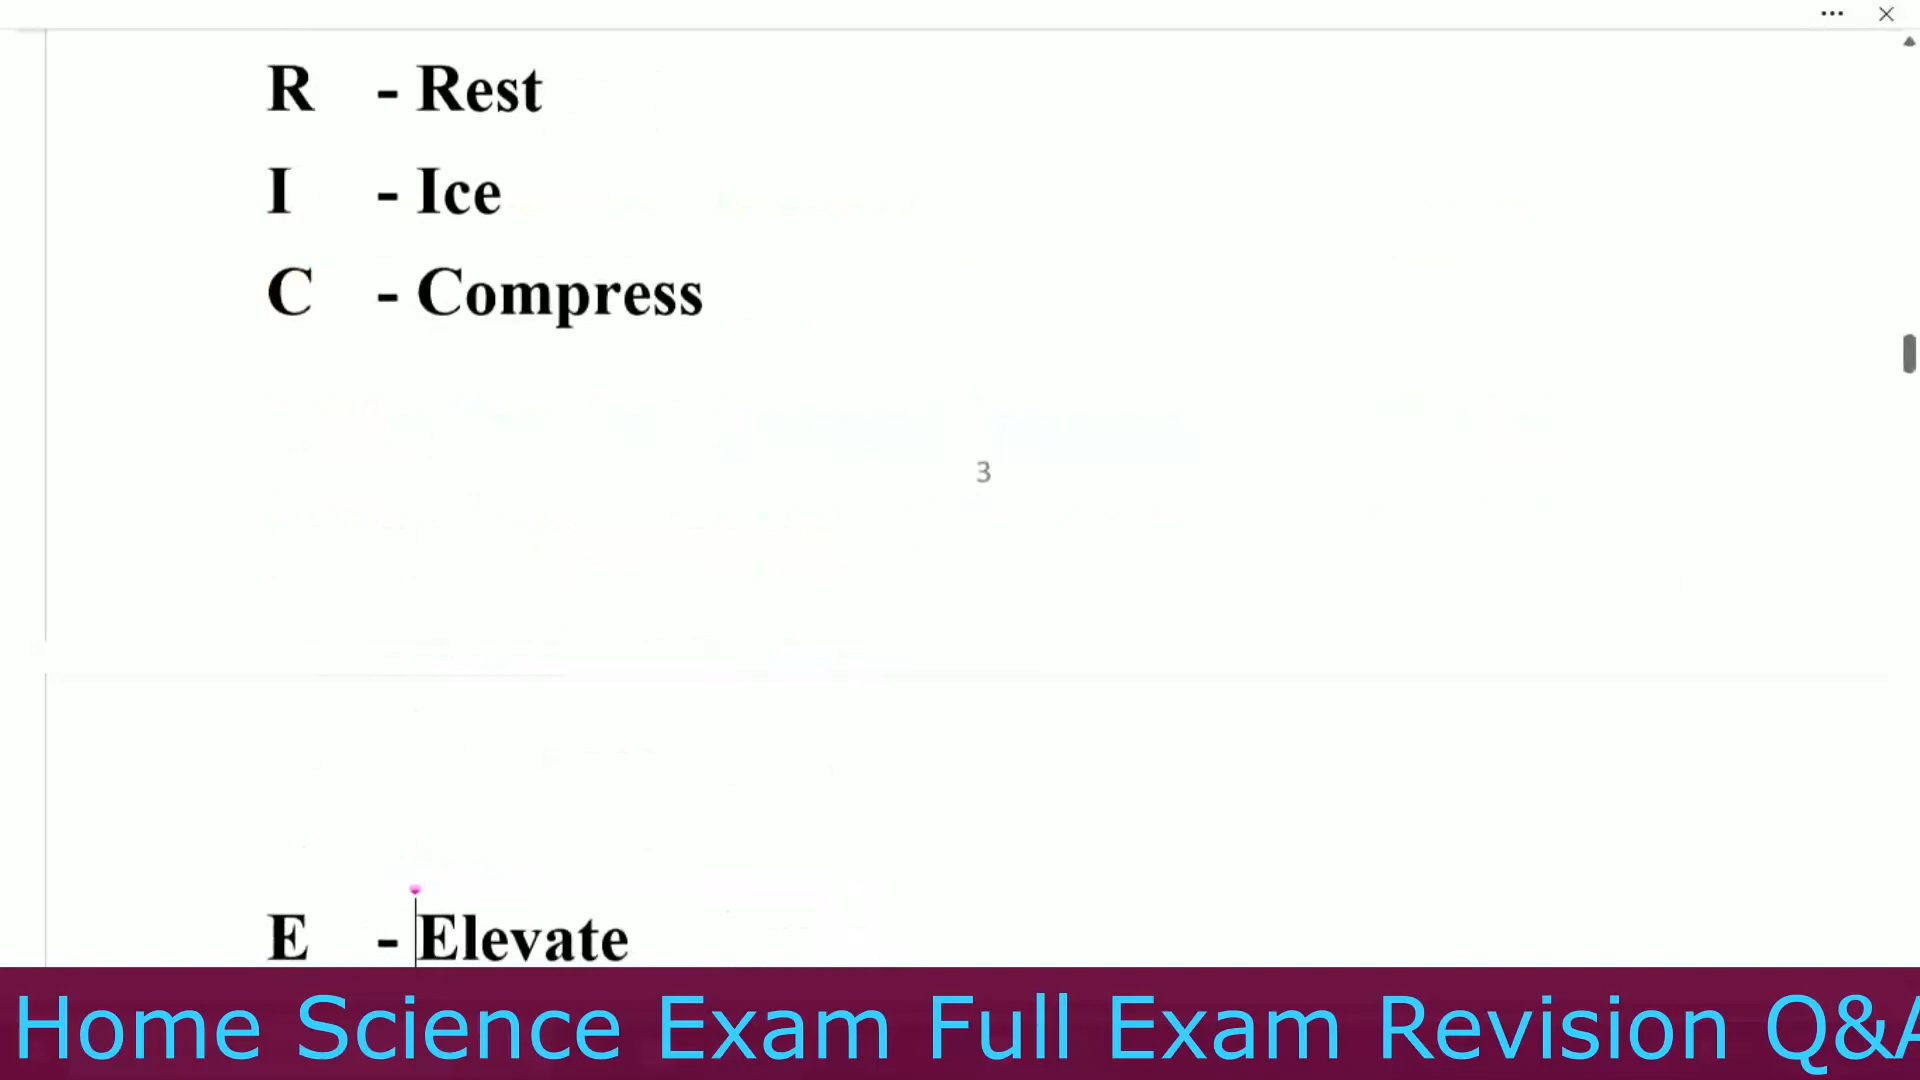 R - Rest
I - Ice
C - Compress
3
E - Elevate
Home Science Exam Full Exam Revision Q&A